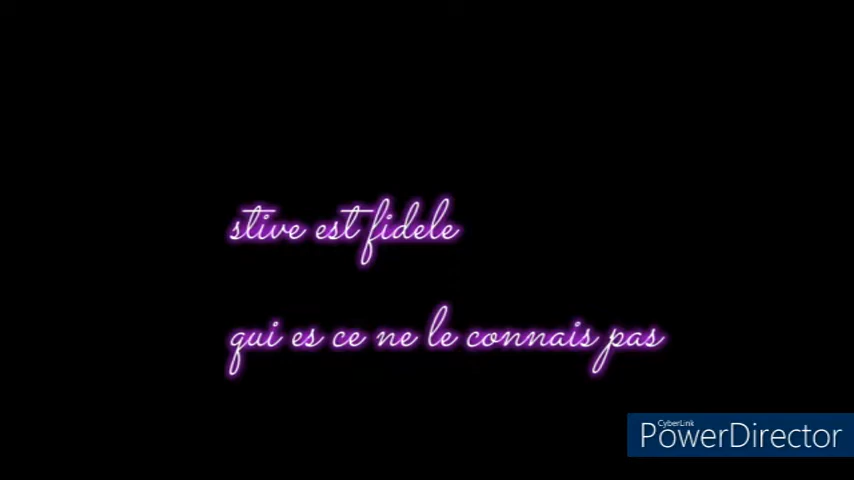 stive est fidele
qui es ce ne le connais pas
CyberLink
PowerDirector